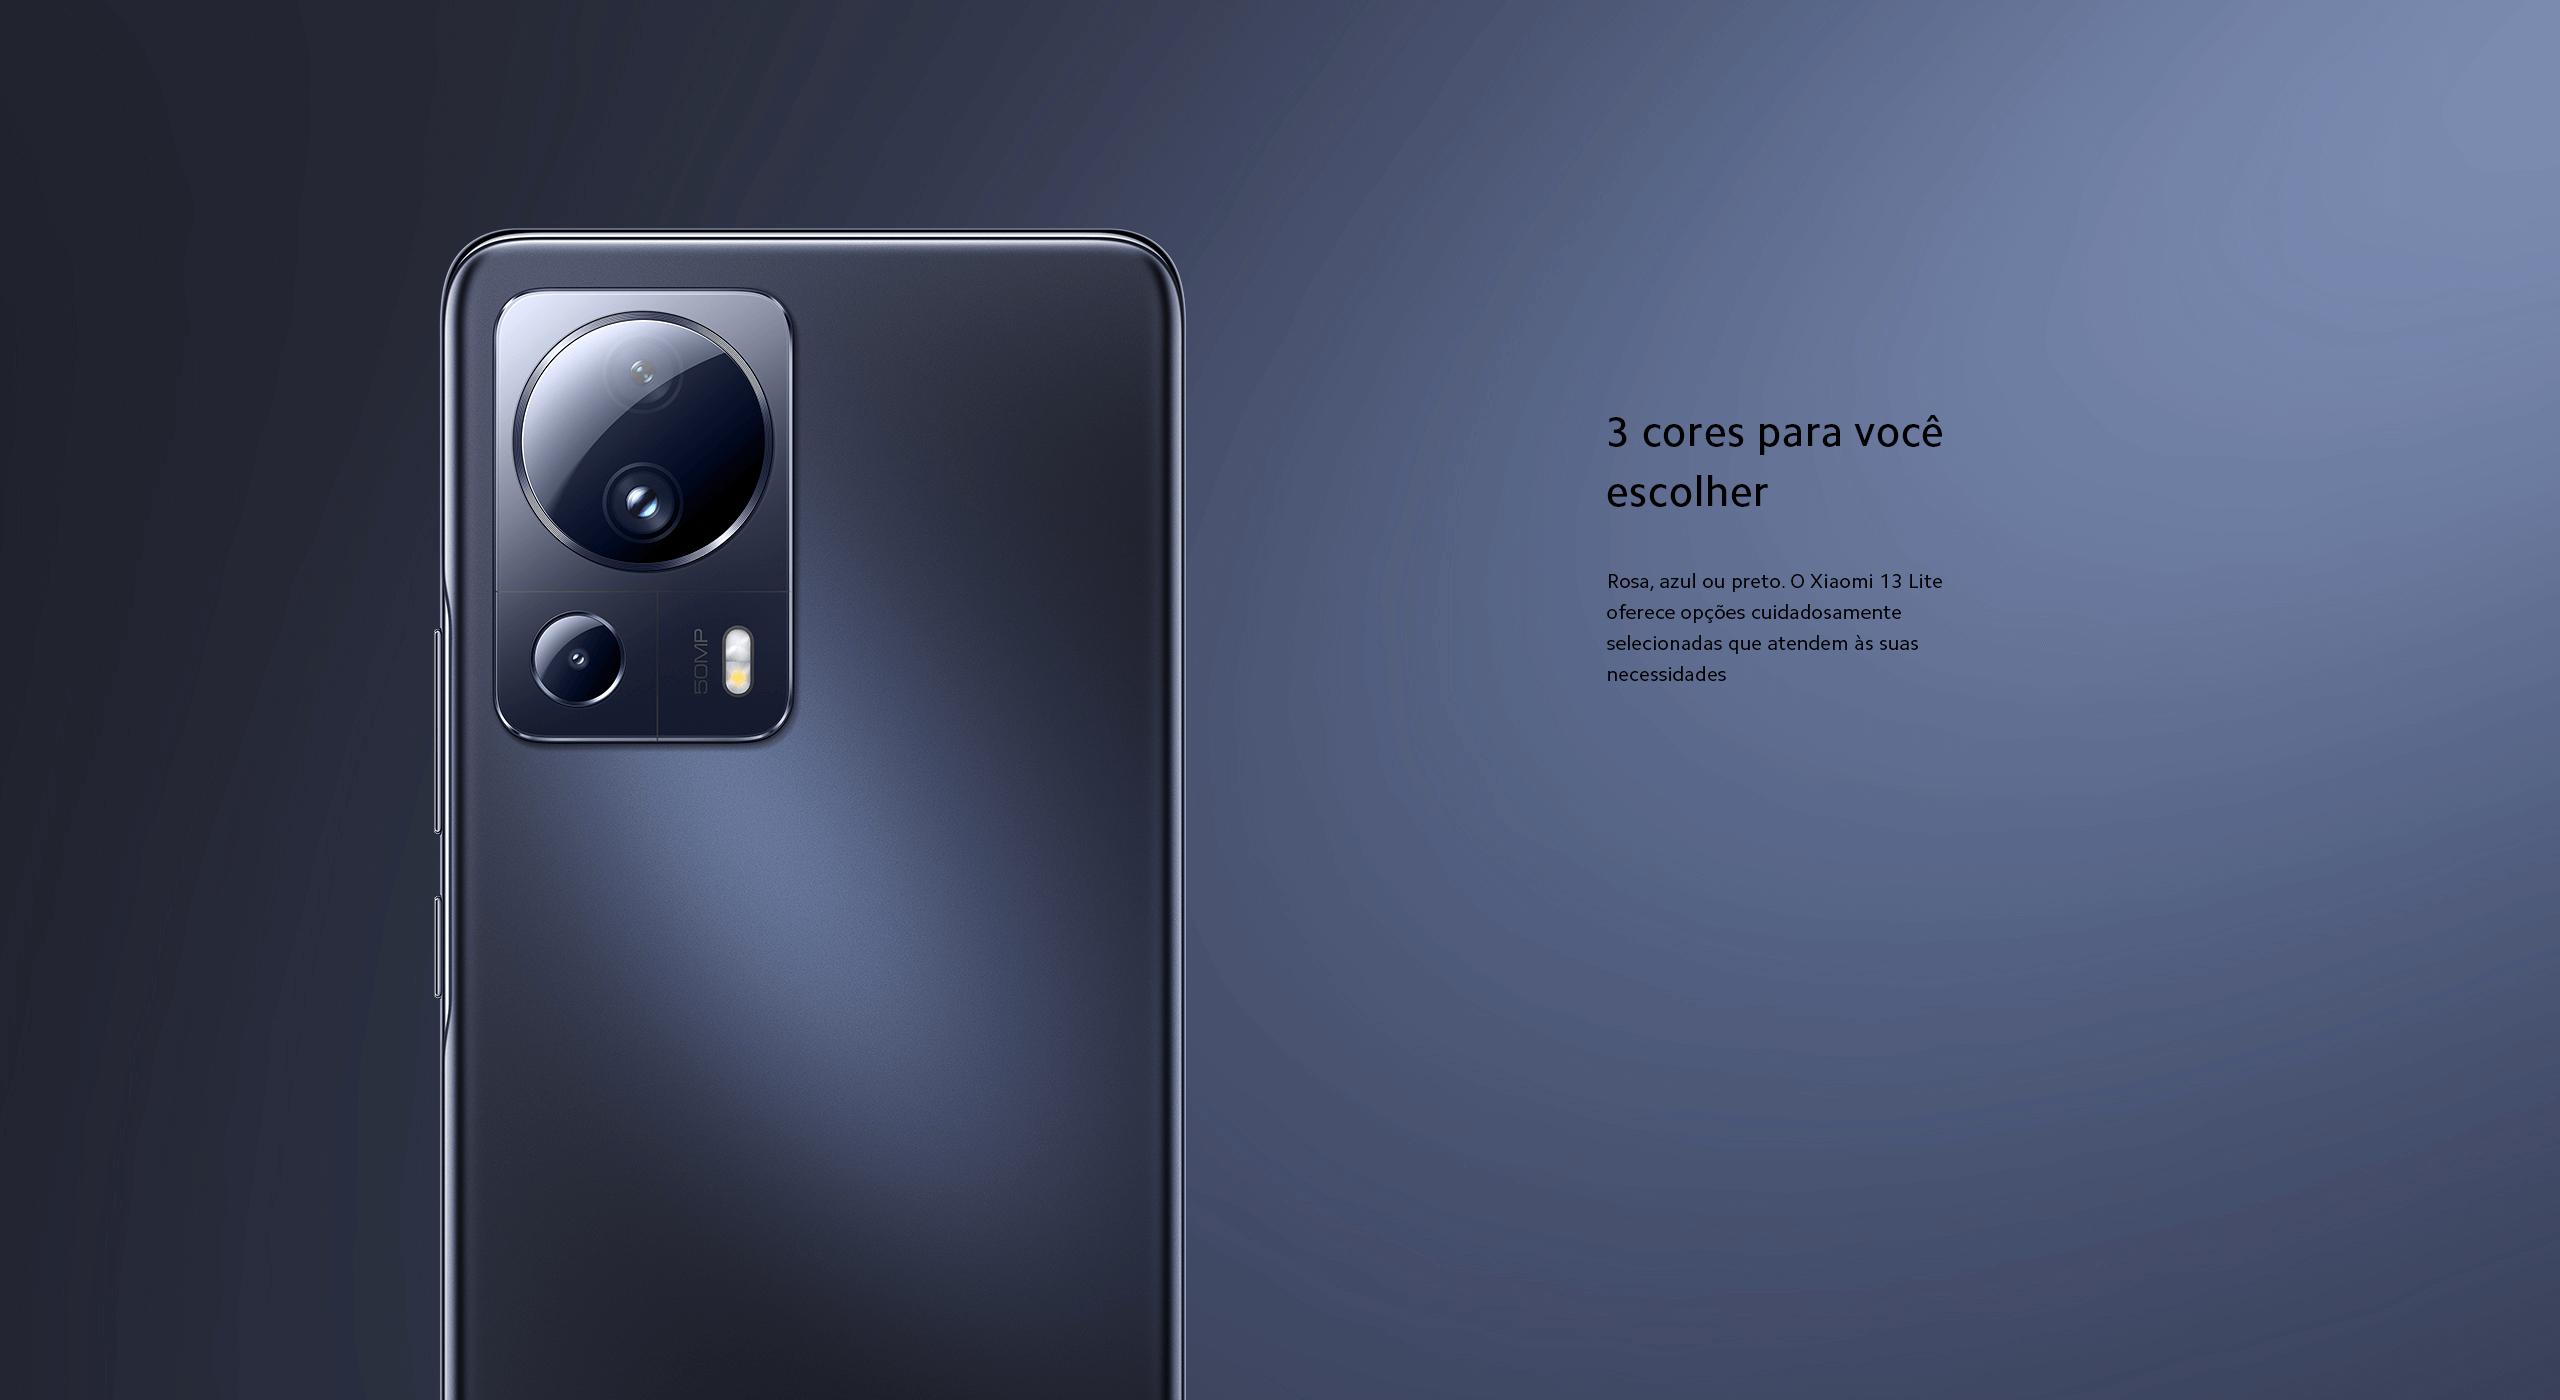 3 cores para você
escolher
Rosa, azul ou preto. O Xiaomi 13 Lite
oferece opções cuidadosamente
selecionadas que atendem às suas
necessidades
50MP